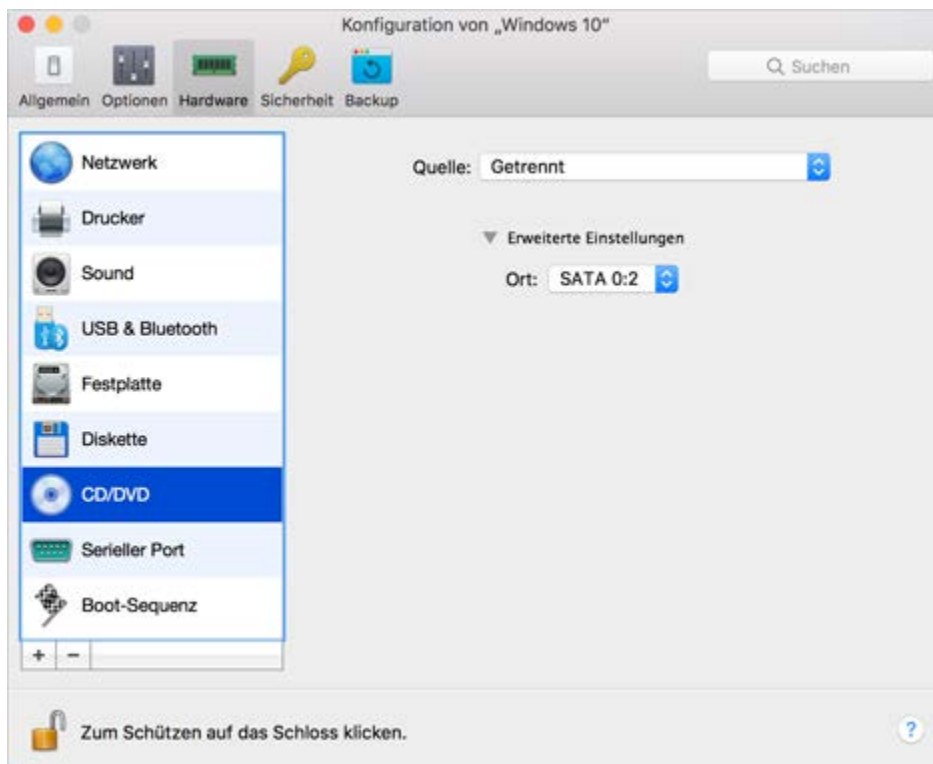 Konfiguration von „Windows 10“
Allgemein Optionen Hardware Sicherheit Backup
Suchen
Netzwerk
Drucker
Sound
USB & Bluetooth
Festplatte
Diskette
CD/DVD
Serieller Port
Boot-Sequenz
+ −
Quelle: Getrennt
Erweiterte Einstellungen
Ort: SATA 0:2
Zum Schützen auf das Schloss klicken.
?